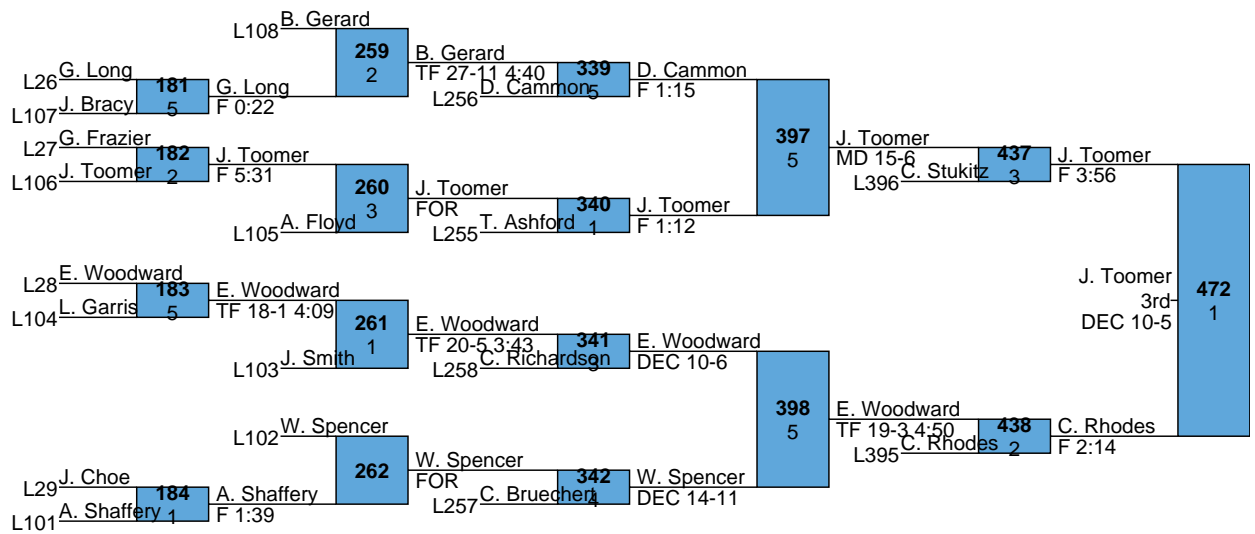 L108 B. Gerard
259
2
B. Gerard
TF 27-11 4:40
L26 G. Long
181
5
L107 J. Bracy
G. Long
F 0:22
339
5
L256 D. Cammon
D. Cammon
F 1:15
L27 G. Frazier
182
2
L106 J. Toomer
J. Toomer
F 5:31
260
3
L105 A. Floyd
J. Toomer
FOR
340
1
L255 T. Ashford
J. Toomer
F 1:12
397
5
J. Toomer
MD 15-6
437
3
L396 C. Stukitz
J. Toomer
F 3:56
L28 E. Woodward
183
5
L104 L. Garris
E. Woodward
TF 18-1 4:09
261
1
L103 J. Smith
E. Woodward
TF 20-5 3:43
341
3
L258 C. Richardson
E. Woodward
DEC 10-6
J. Toomer
3rd
DEC 10-5
472
1
L102 W. Spencer
262
W. Spencer
FOR
L29 J. Choe
184
1
L101 A. Shaffery
A. Shaffery
F 1:39
342
4
L257 C. Bruechert
W. Spencer
DEC 14-11
398
5
E. Woodward
TF 19-3 4:50
438
2
L395 C. Rhodes
C. Rhodes
F 2:14